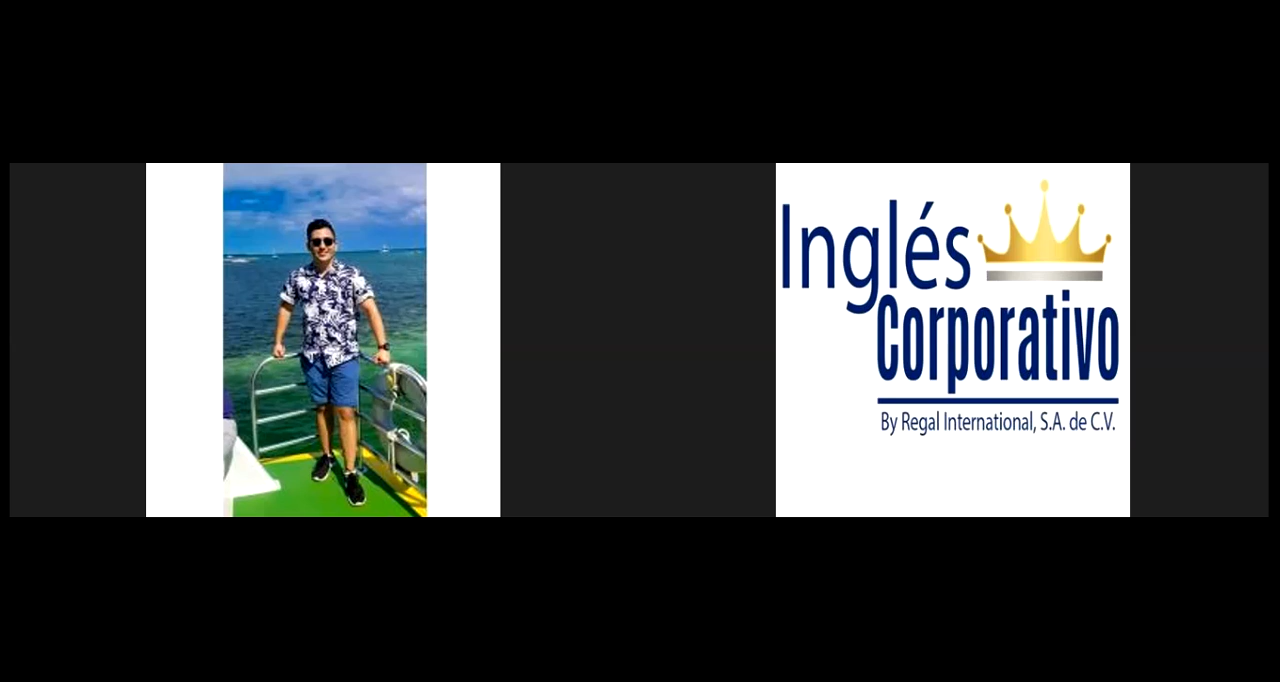 Inglés
Corporativo
By Regal International, S.A. de C.V.